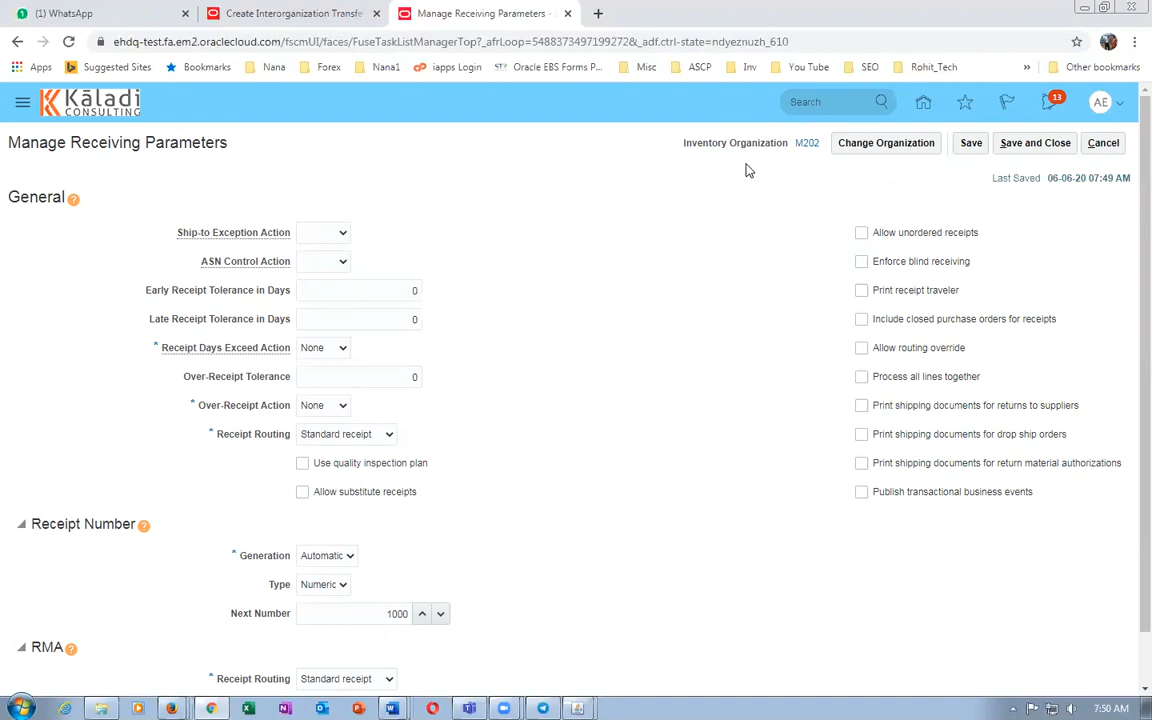 (1) WhatsApp
Create Interorganization Transfe
Manage Receiving Parameters -
ehdq-test.fa.em2.oraclecloud.com/fscmUI/faces/FuseTaskListManagerTop?_afrLoop=5488373497199272&_adf.ctrl-state=ndyeznuzh_610
Apps Suggested Sites Bookmarks Nana Forex Nana1 iapps Login Oracle EBS Forms P... Misc ASCP Inv You Tube SEO Rohit_Tech » Other bookmarks
Kaladi
CONSULTING
Search
13
AE
Manage Receiving Parameters
Inventory Organization M202
Change Organization
Save
Save and Close
Cancel
Last Saved 06-06-20 07:49 AM
General
Ship-to Exception Action
ASN Control Action
Early Receipt Tolerance in Days 0
Late Receipt Tolerance in Days 0
* Receipt Days Exceed Action None
Over-Receipt Tolerance 0
* Over-Receipt Action None
* Receipt Routing Standard receipt
Use quality inspection plan
Allow substitute receipts
Allow unordered receipts
Enforce blind receiving
Print receipt traveler
Include closed purchase orders for receipts
Allow routing override
Process all lines together
Print shipping documents for returns to suppliers
Print shipping documents for drop ship orders
Print shipping documents for return material authorizations
Publish transactional business events
Receipt Number
* Generation Automatic
Type Numeric
Next Number 1000
RMA
* Receipt Routing Standard receipt
7:50 AM